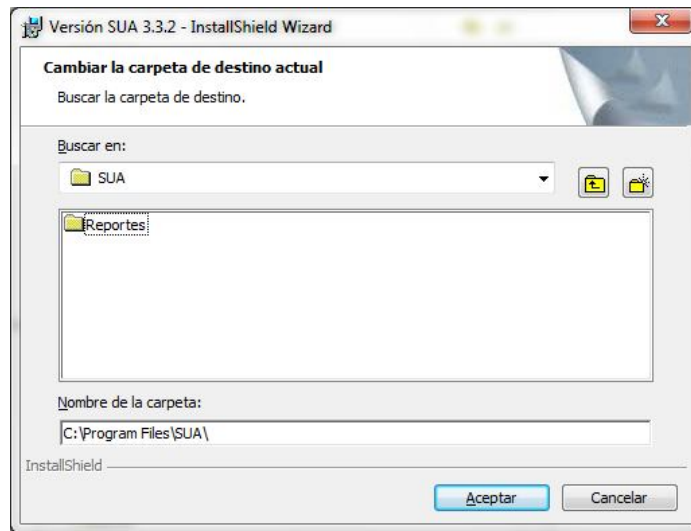 Versión SUA 3.3.2 - InstallShield Wizard
Cambiar la carpeta de destino actual
Buscar la carpeta de destino.
Buscar en:
SUA
Reportes
Nombre de la carpeta:
C:\Program Files\SUA\
InstallShield
Aceptar Cancelar